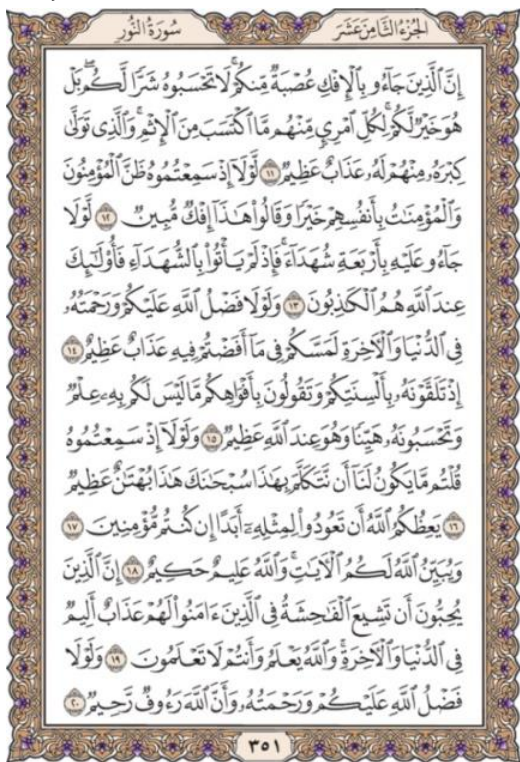 الجزء الثامن عشر
سورة النور
إِنَّ ٱلَّذِينَ جَآءُو بِٱلْإِفْكِ عُصْبَةٌ مِّنكُمْ ۚ لَا تَحْسَبُوهُ شَرًّا لَّكُم ۖ بَلْ
هُوَ خَيْرٌ لَّكُمْ ۚ لِكُلِّ ٱمْرِئٍ مِّنْهُم مَّا ٱكْتَسَبَ مِنَ ٱلْإِثْمِ ۚ وَٱلَّذِى تَوَلَّىٰ
كِبْرَهُۥ مِنْهُمْ لَهُۥ عَذَابٌ عَظِيمٌ ١١ لَّوْلَآ إِذْ سَمِعْتُمُوهُ ظَنَّ ٱلْمُؤْمِنُونَ
وَٱلْمُؤْمِنَٰتُ بِأَنفُسِهِمْ خَيْرًا وَقَالُوا۟ هَٰذَآ إِفْكٌ مُّبِينٌ ١٢ لَّوْلَا
جَآءُو عَلَيْهِ بِأَرْبَعَةِ شُهَدَآءَ ۚ فَإِذْ لَمْ يَأْتُوا۟ بِٱلشُّهَدَآءِ فَأُو۟لَٰٓئِكَ
عِندَ ٱللَّهِ هُمُ ٱلْكَٰذِبُونَ ١٣ وَلَوْلَا فَضْلُ ٱللَّهِ عَلَيْكُمْ وَرَحْمَتُهُۥ
فِى ٱلدُّنْيَا وَٱلْءَاخِرَةِ لَمَسَّكُمْ فِى مَآ أَفَضْتُمْ فِيهِ عَذَابٌ عَظِيمٌ ١٤
إِذْ تَلَقَّوْنَهُۥ بِأَلْسِنَتِكُمْ وَتَقُولُونَ بِأَفْوَاهِكُم مَّا لَيْسَ لَكُم بِهِۦ عِلْمٌ
وَتَحْسَبُونَهُۥ هَيِّنًا وَهُوَ عِندَ ٱللَّهِ عَظِيمٌ ١٥ وَلَوْلَآ إِذْ سَمِعْتُمُوهُ
قُلْتُم مَّا يَكُونُ لَنَآ أَن نَّتَكَلَّمَ بِهَٰذَا سُبْحَٰنَكَ هَٰذَا بُهْتَٰنٌ عَظِيمٌ
١٦ يَعِظُكُمُ ٱللَّهُ أَن تَعُودُوا۟ لِمِثْلِهِۦٓ أَبَدًا إِن كُنتُم مُّؤْمِنِينَ ١٧
وَيُبَيِّنُ ٱللَّهُ لَكُمُ ٱلْءَايَٰتِ ۚ وَٱللَّهُ عَلِيمٌ حَكِيمٌ ١٨ إِنَّ ٱلَّذِينَ
يُحِبُّونَ أَن تَشِيعَ ٱلْفَٰحِشَةُ فِى ٱلَّذِينَ ءَامَنُوا۟ لَهُمْ عَذَابٌ أَلِيمٌ
فِى ٱلدُّنْيَا وَٱلْءَاخِرَةِ ۚ وَٱللَّهُ يَعْلَمُ وَأَنتُمْ لَا تَعْلَمُونَ ١٩ وَلَوْلَا
فَضْلُ ٱللَّهِ عَلَيْكُمْ وَرَحْمَتُهُۥ وَأَنَّ ٱللَّهَ رَءُوفٌ رَّحِيمٌ ٢٠
٣٥١